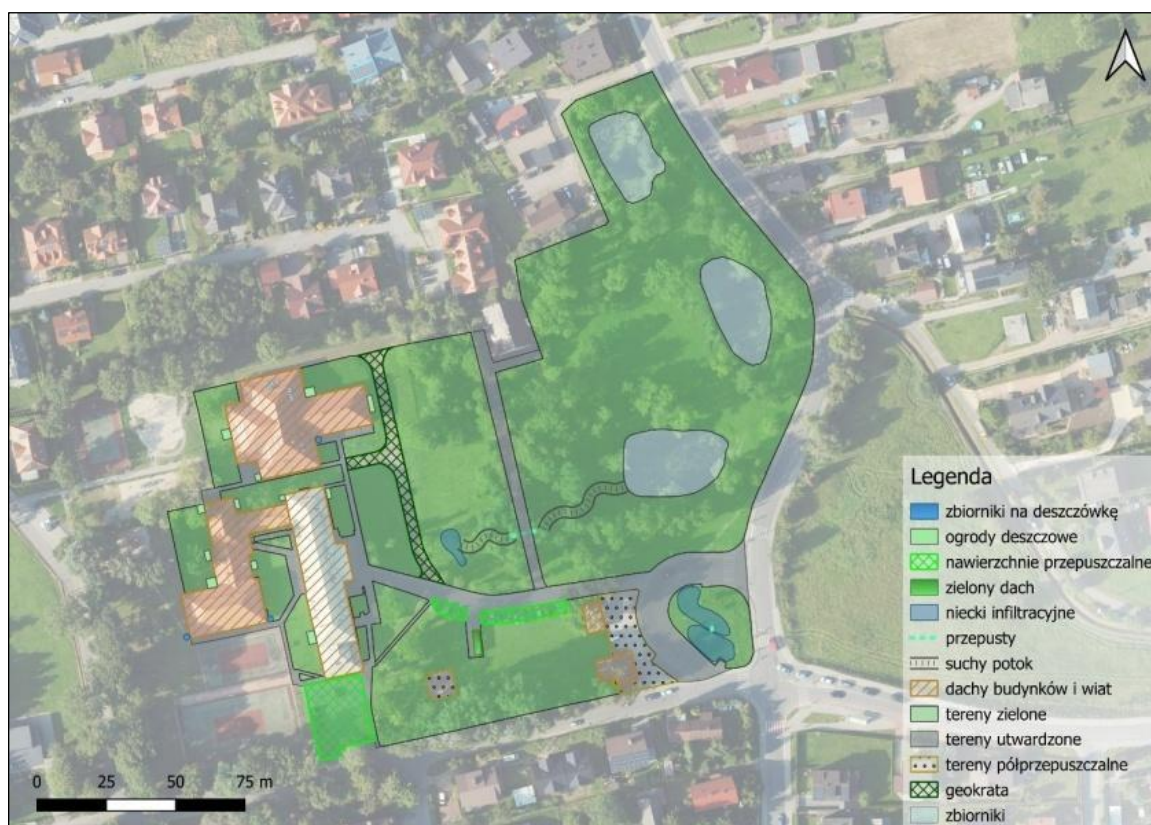 Legenda
zbiorniki na deszczówkę
ogrody deszczowe
nawierzchnie przepuszczalne
zielony dach
niecki infiltracyjne
przepusty
suchy potok
dachy budynków i wiat
tereny zielone
tereny utwardzone
tereny półprzepuszczalne
geokrata
zbiorniki
0 25 50 75 m